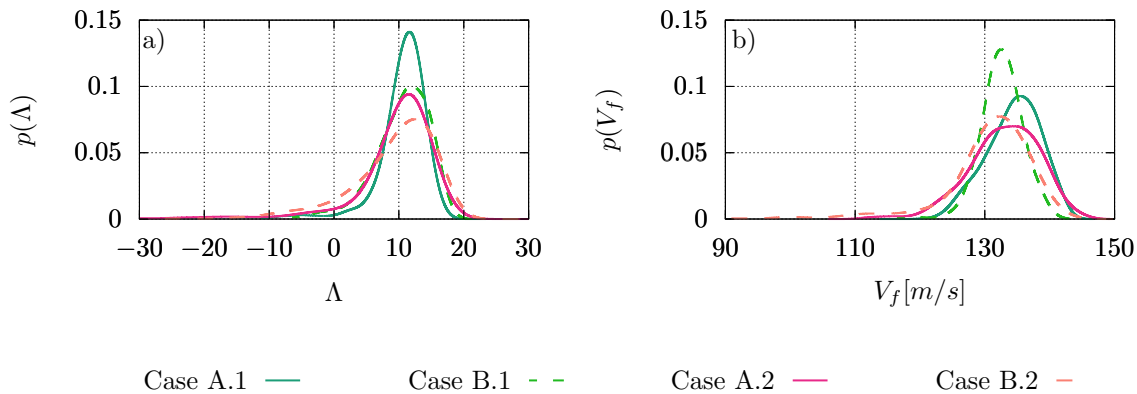 a)
p(Λ)
0.15
0.1
0.05
0
−30 −20 −10 0 10 20 30
Λ
b)
p(V_f)
0.15
0.1
0.05
0
90 110 130 150
V_f[m/s]
Case A.1 Case B.1 Case A.2 Case B.2